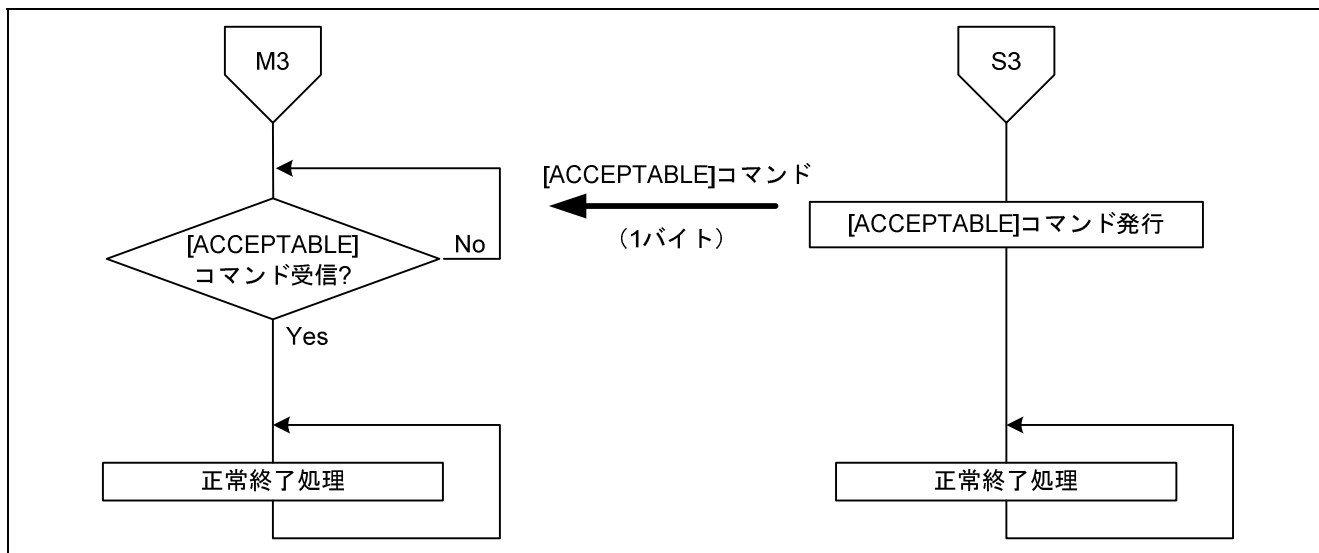 M3
S3
[ACCEPTABLE]コマンド
(1バイト)
[ACCEPTABLE]コマンド発行
[ACCEPTABLE]
コマンド受信?
No
Yes
正常終了処理
正常終了処理